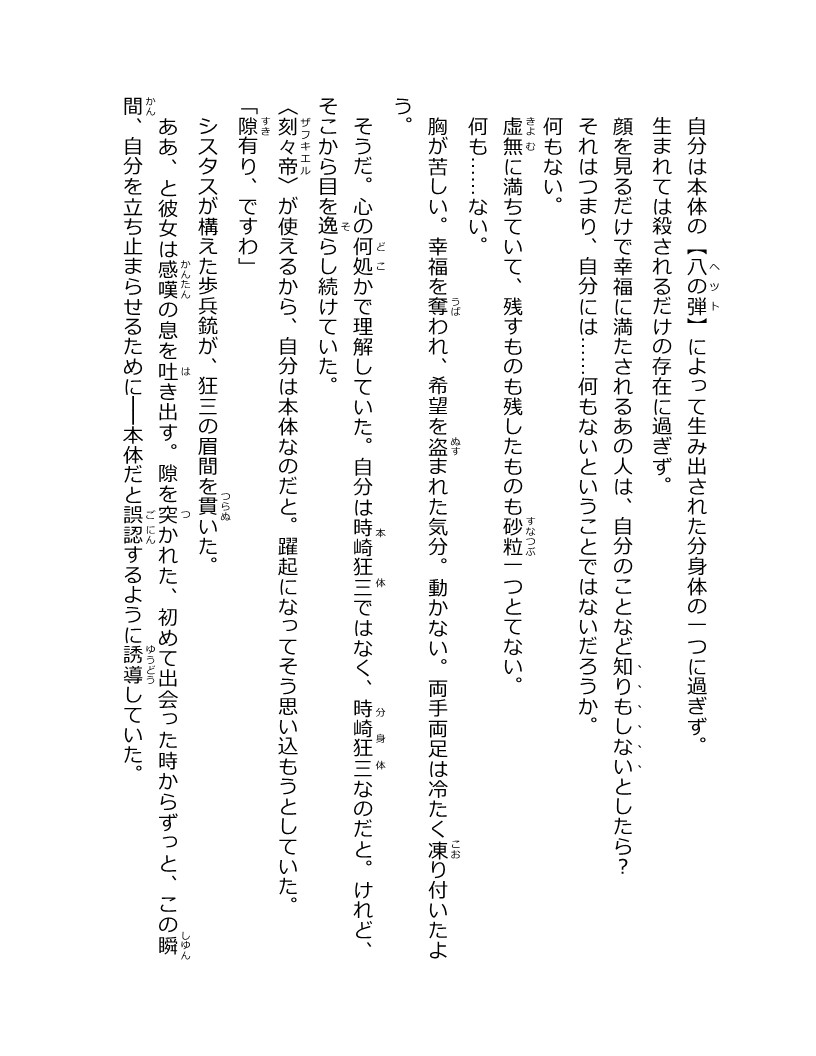 自分は本体の【八の弾】によって生み出された分身体の一つに過ぎず。
生まれては殺されるだけの存在に過ぎず。
顔を見るだけで幸福に満たされるあの人は、自分のことなど知りもしないとしたら？
それはつまり、自分には……何もないということではないだろうか。
何もない。
虚無に満ちていて、残すものも残したものも砂粒一つとてない。
何も……ない。
胸が苦しい。幸福を奪われ、希望を盗まれた気分。動かない。両手両足は冷たく凍り付いたよ
う。
そうだ。心の何処かで理解していた。自分は時崎狂三ではなく、時崎狂三なのだと。けれど、
そこから目を逸らし続けていた。
〈刻々帝〉が使えるから、自分は本体なのだと。躍起になってそう思い込もうとしていた。
「隙有り、ですわ」
シスタスが構えた歩兵銃が、狂三の眉間を貫いた。
ああ、と彼女は感嘆の息を吐き出す。隙を突かれた、初めて出会った時からずっと、この瞬
間、自分を立ち止まらせるために──本体だと誤認するように誘導していた。